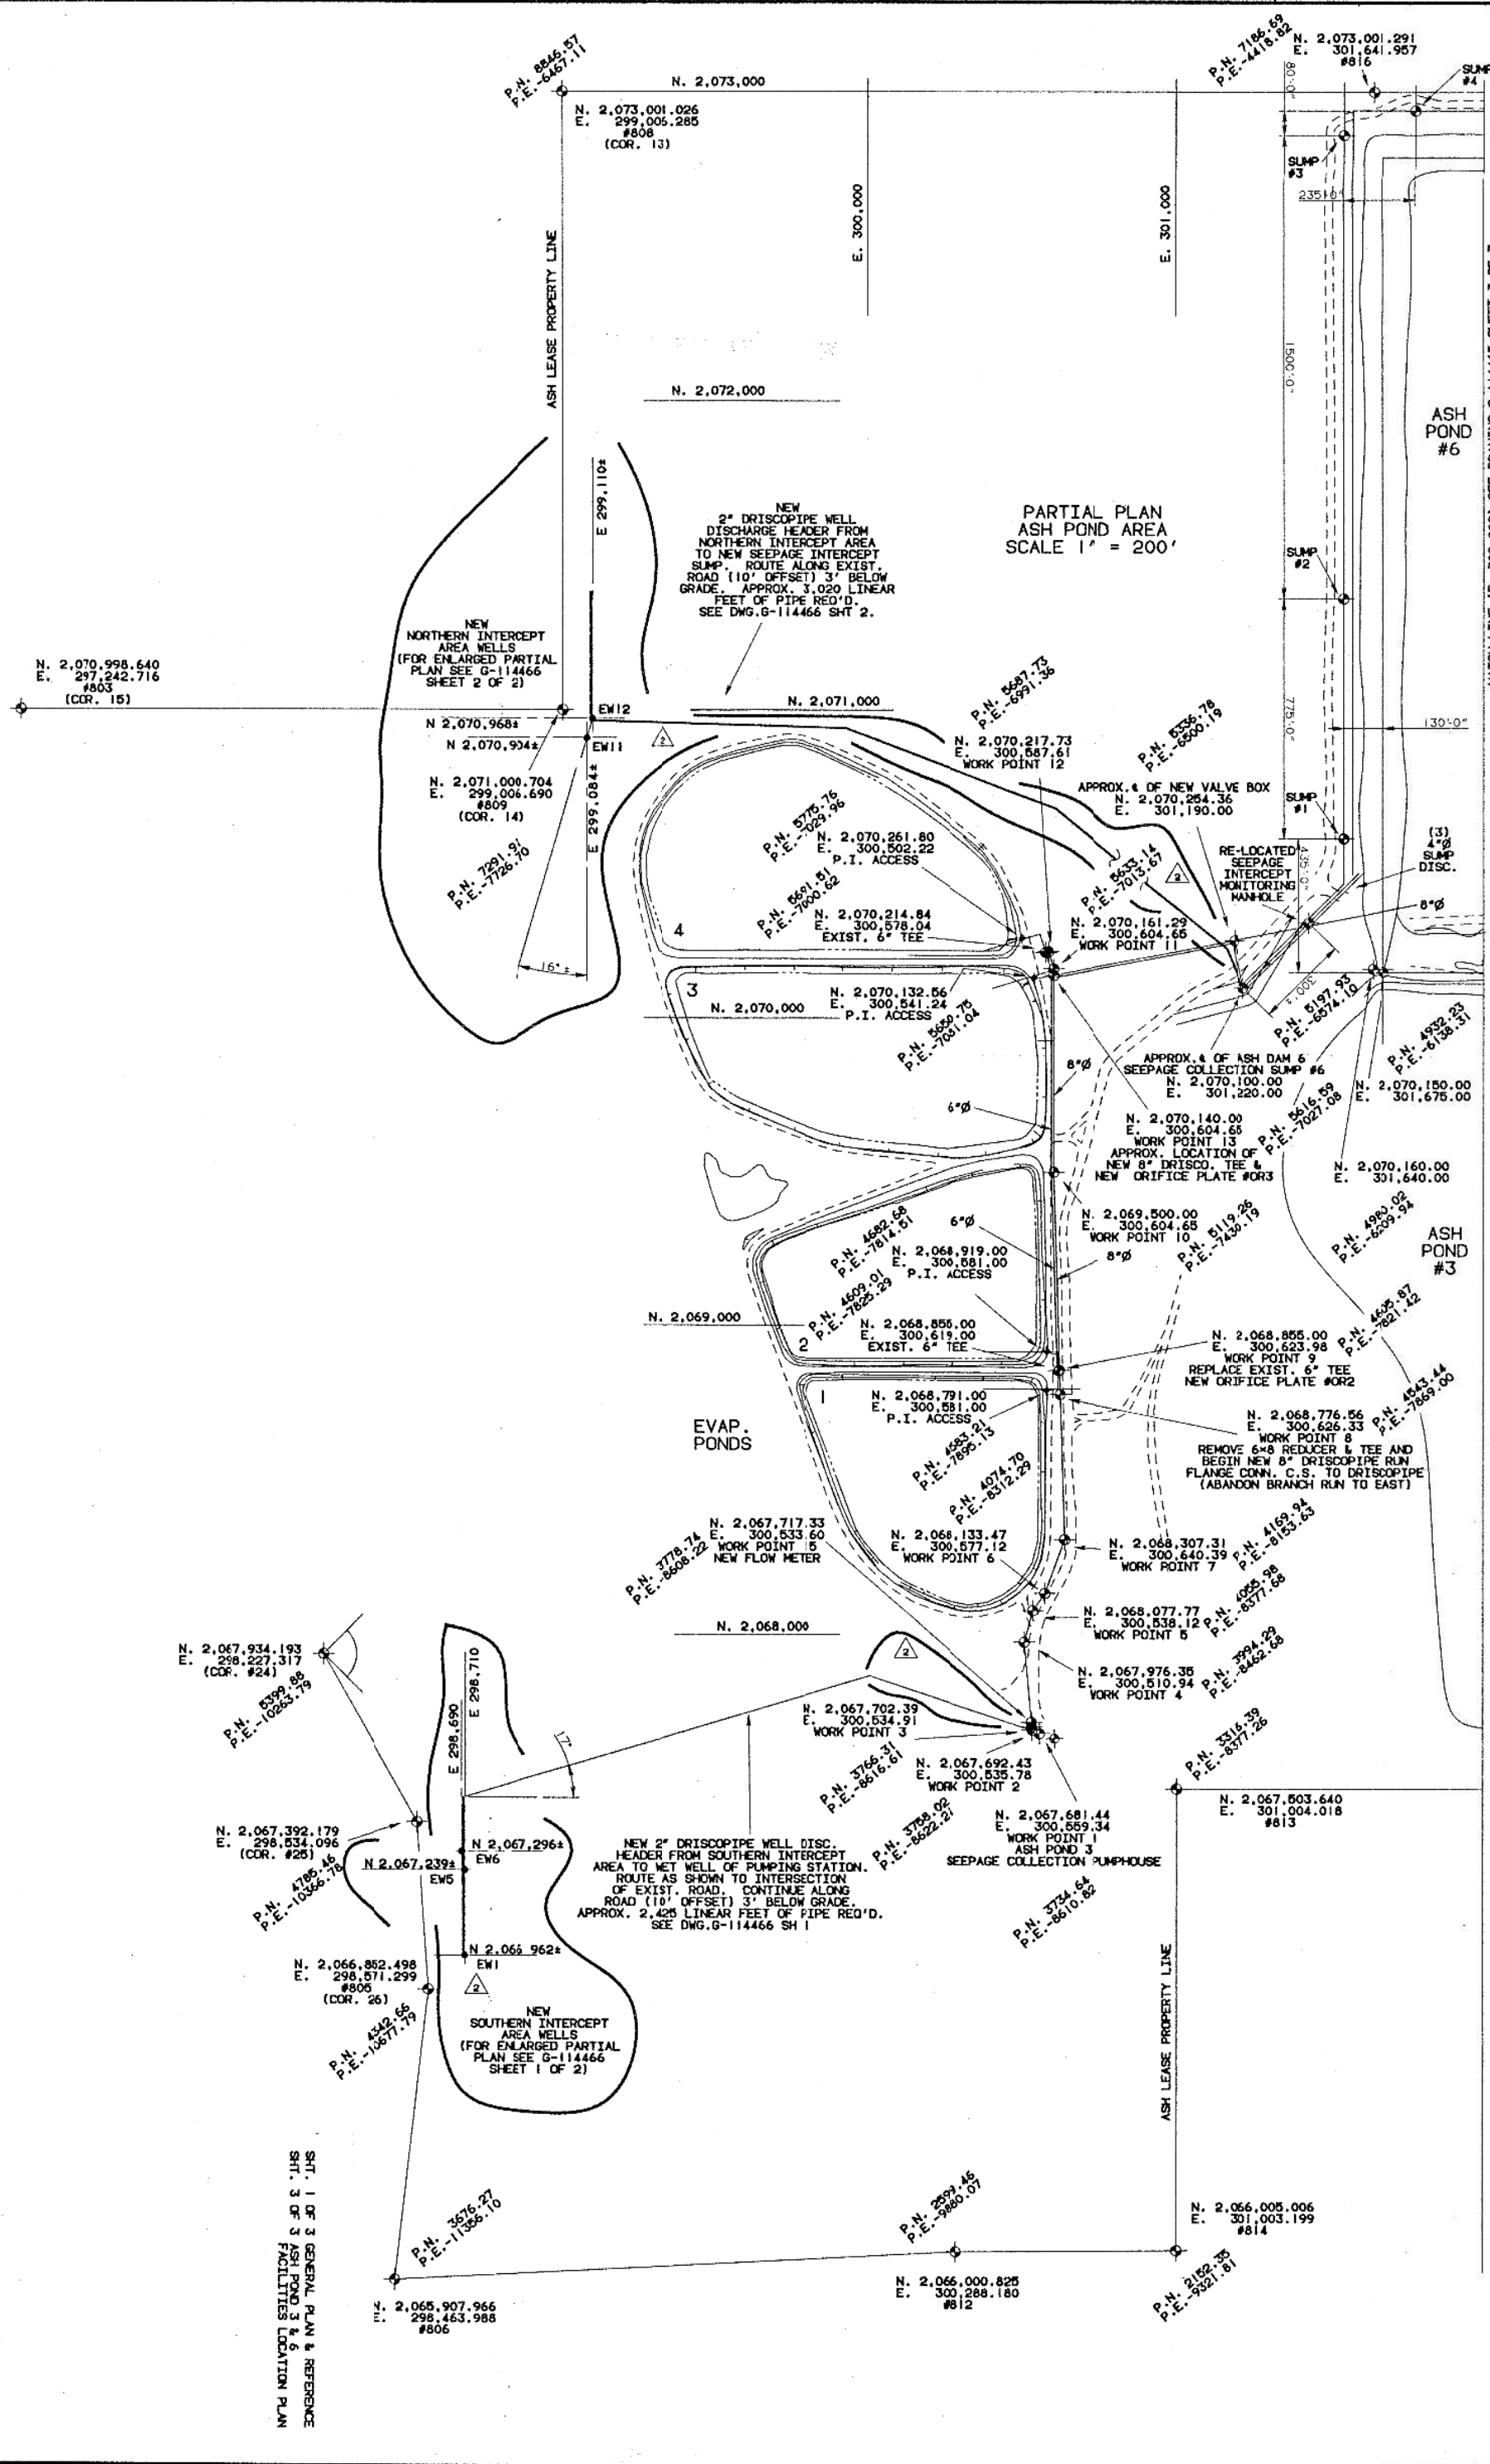 P.N. 8846.57
P.E.-6467.11
N. 2,073,000
N. 2,073,001.026
E. 299,006.285
#808
(COR. 13)
P.N. 7186.69
P.E.-4418.82
N. 2,073,001.291
E. 301,641.957
#816
SUMP
#4
80'-0"
SUMP
#3
235'-0"
E. 300,000
E. 301,000
ASH LEASE PROPERTY LINE
1500'-0"
N. 2,072,000
ASH
POND
#6
E 299,110±
NEW
2" DRISCOPIPE WELL
DISCHARGE HEADER FROM
NORTHERN INTERCEPT AREA
TO NEW SEEPAGE INTERCEPT
SUMP. ROUTE ALONG EXIST.
ROAD (10' OFFSET) 3' BELOW
GRADE. APPROX. 3,020 LINEAR
FEET OF PIPE REQ'D.
SEE DWG.G-114466 SHT 2.
PARTIAL PLAN
ASH POND AREA
SCALE 1" = 200'
SUMP
#2
NEW
NORTHERN INTERCEPT
AREA WELLS
(FOR ENLARGED PARTIAL
PLAN SEE G-114466
SHEET 2 OF 2)
N. 2,070,998.640
E. 297,242.716
#803
(COR. 15)
N 2,070,968±
EW12
N 2,070,904±
EW11
2
N. 2,071,000
N. 2,071,000.704
E. 299,006.690
#809
(COR. 14)
E 299,084±
P.N. 7291.91
P.E.-7726.70
16° ±
P.N. 5687.73
P.E.-6991.36
N. 2,070,217.73
E. 300,587.61
WORK POINT 12
P.N. 5336.78
P.E.-6500.19
775'-0"
130'-0"
APPROX. ℄ OF NEW VALVE BOX
N. 2,070,254.36
E. 301,190.00
SUMP
#1
P.N. 5775.76
P.E.-7029.96
N. 2,070,261.80
E. 300,502.22
P.I. ACCESS
P.N. 5691.51
P.E.-7000.62
N. 2,070,214.84
E. 300,578.04
EXIST. 6" TEE
P.N. 5633.14
P.E.-7013.67
2
RE-LOCATED
SEEPAGE
INTERCEPT
MONITORING
MANHOLE
435'-0"
(3)
4"Ø
SUMP
DISC.
8"Ø
N. 2,070,161.29
E. 300,604.65
WORK POINT 11
4
3
N. 2,070,000
N. 2,070,132.56
E. 300,541.24
P.I. ACCESS
P.N. 5650.75
P.E.-7081.04
300'±
P.N. 5197.93
P.E.-6574.19
P.N. 4932.23
P.E.-6138.31
8"Ø
APPROX. ℄ OF ASH DAM 6
SEEPAGE COLLECTION SUMP #6
N. 2,070,100.00
E. 301,220.00
N. 2,070,150.00
E. 301,675.00
6"Ø
N. 2,070,140.00
E. 300,604.65
WORK POINT 13
APPROX. LOCATION OF
NEW 8" DRISCO. TEE &
NEW ORIFICE PLATE #OR3
P.N. 5616.59
P.E.-7027.08
N. 2,070,160.00
E. 301,640.00
P.N. 4980.02
P.E.-6209.94
N. 2,069,500.00
E. 300,604.65
WORK POINT 10
P.N. 5119.26
P.E.-7430.19
P.N. 4682.68
P.E.-7814.51
6"Ø
8"Ø
ASH
POND
#3
N. 2,068,919.00
E. 300,581.00
P.I. ACCESS
P.N. 4609.01
P.E.-7825.29
N. 2,069,000
N. 2,068,855.00
E. 300,619.00
EXIST. 6" TEE
2
N. 2,068,855.00
E. 300,623.98
WORK POINT 9
REPLACE EXIST. 6" TEE
NEW ORIFICE PLATE #OR2
P.N. 4605.87
P.E.-7821.42
1
N. 2,068,791.00
E. 300,581.00
P.I. ACCESS
P.N. 4583.21
P.E.-7895.13
EVAP.
PONDS
N. 2,068,776.56
E. 300,626.33
WORK POINT 8
REMOVE 6×8 REDUCER & TEE AND
BEGIN NEW 8" DRISCOPIPE RUN
FLANGE CONN. C.S. TO DRISCOPIPE
(ABANDON BRANCH RUN TO EAST)
P.N. 4543.44
P.E.-7869.00
P.N. 4074.70
P.E.-8312.29
N. 2,067,717.33
E. 300,533.60
WORK POINT 15
NEW FLOW METER
P.N. 3778.74
P.E.-8608.22
N. 2,068,133.47
E. 300,577.12
WORK POINT 6
N. 2,068,307.31
E. 300,640.39
WORK POINT 7
P.N. 4169.94
P.E.-8153.63
N. 2,068,000
N. 2,068,077.77
E. 300,538.12
WORK POINT 5
P.N. 4055.98
P.E.-8377.68
N. 2,067,934.193
E. 298,227.317
(COR. #24)
P.N. 5399.88
P.E.-10263.79
E 298,690
E 298,710
2
N. 2,067,976.35
E. 300,510.94
WORK POINT 4
P.N. 3994.29
P.E.-8462.68
17°
N. 2,067,702.39
E. 300,534.91
WORK POINT 3
P.N. 3766.31
P.E.-8616.61
N. 2,067,692.43
E. 300,535.78
WORK POINT 2
P.N. 3758.02
P.E.-8622.21
P.N. 3316.39
P.E.-8377.26
N. 2,067,503.640
E. 301,004.018
#813
N. 2,067,681.44
E. 300,559.34
WORK POINT 1
ASH POND 3
SEEPAGE COLLECTION PUMPHOUSE
P.N. 3734.64
P.E.-8610.82
N. 2,067,392.179
E. 298,534.096
(COR. #25)
P.N. 4785.46
P.E.-10366.78
N 2,067,296±
EW6
N 2,067,239±
EW5
NEW 2" DRISCOPIPE WELL DISC.
HEADER FROM SOUTHERN INTERCEPT
AREA TO WET WELL OF PUMPING STATION.
ROUTE AS SHOWN TO INTERSECTION
OF EXIST. ROAD. CONTINUE ALONG
ROAD (10' OFFSET) 3' BELOW GRADE.
APPROX. 2,425 LINEAR FEET OF PIPE REQ'D.
SEE DWG.G-114466 SH 1
N 2,066 962±
EW1
2
N. 2,066,852.498
E. 298,571.299
#805
(COR. 26)
P.N. 4342.66
P.E.-10677.79
NEW
SOUTHERN INTERCEPT
AREA WELLS
(FOR ENLARGED PARTIAL
PLAN SEE G-114466
SHEET 1 OF 2)
ASH LEASE PROPERTY LINE
P.N. 3676.27
P.E.-11356.10
N. 2,065,907.966
E. 298,463.988
#806
P.N. 2599.46
P.E.-9880.07
N. 2,066,000.825
E. 300,288.180
#812
N. 2,066,005.006
E. 301,003.199
#814
P.N. 2152.35
P.E.-9321.81
SHT. 1 OF 3 GENERAL PLAN & REFERENCE
SHT. 3 OF 3 ASH POND 3 & 6
FACILITIES LOCATION PLAN